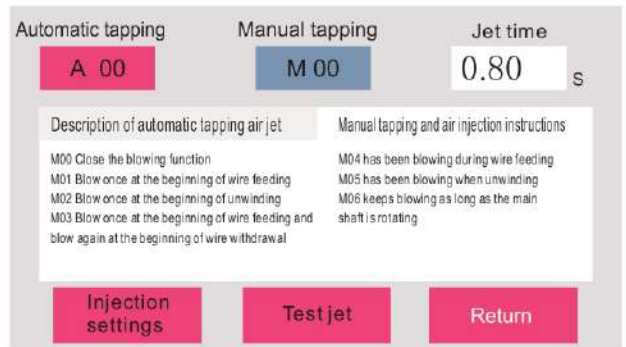 Automatic tapping
Manual tapping
Jet time
A 00
M 00
0.80
S
Description of automatic tapping air jet
M00 Close the blowing function
M01 Blow once at the beginning of wire feeding
M02 Blow once at the beginning of unwinding
M03 Blow once at the beginning of wire feeding and
blow again at the beginning of wire withdrawal
Manual tapping and air injection instructions
M04 has been blowing during wire feeding
M05 has been blowing when unwinding
M06 keeps blowing as long as the main
shaft is rotating
Injection
settings
Test jet
Return